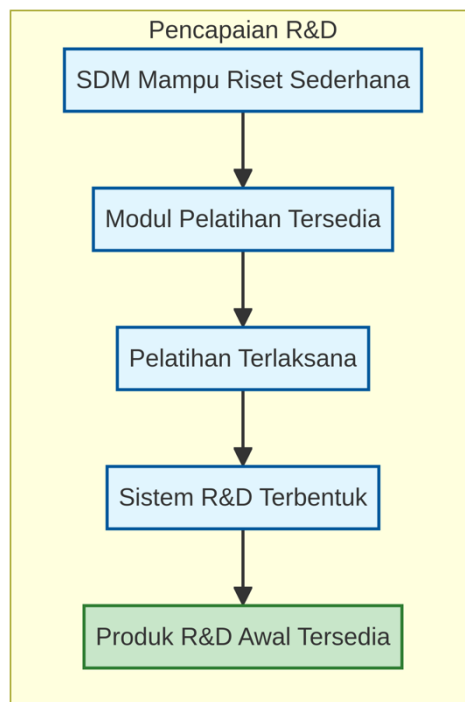 Pencapaian R&D
SDM Mampu Riset Sederhana
Modul Pelatihan Tersedia
Pelatihan Terlaksana
Sistem R&D Terbentuk
Produk R&D Awal Tersedia